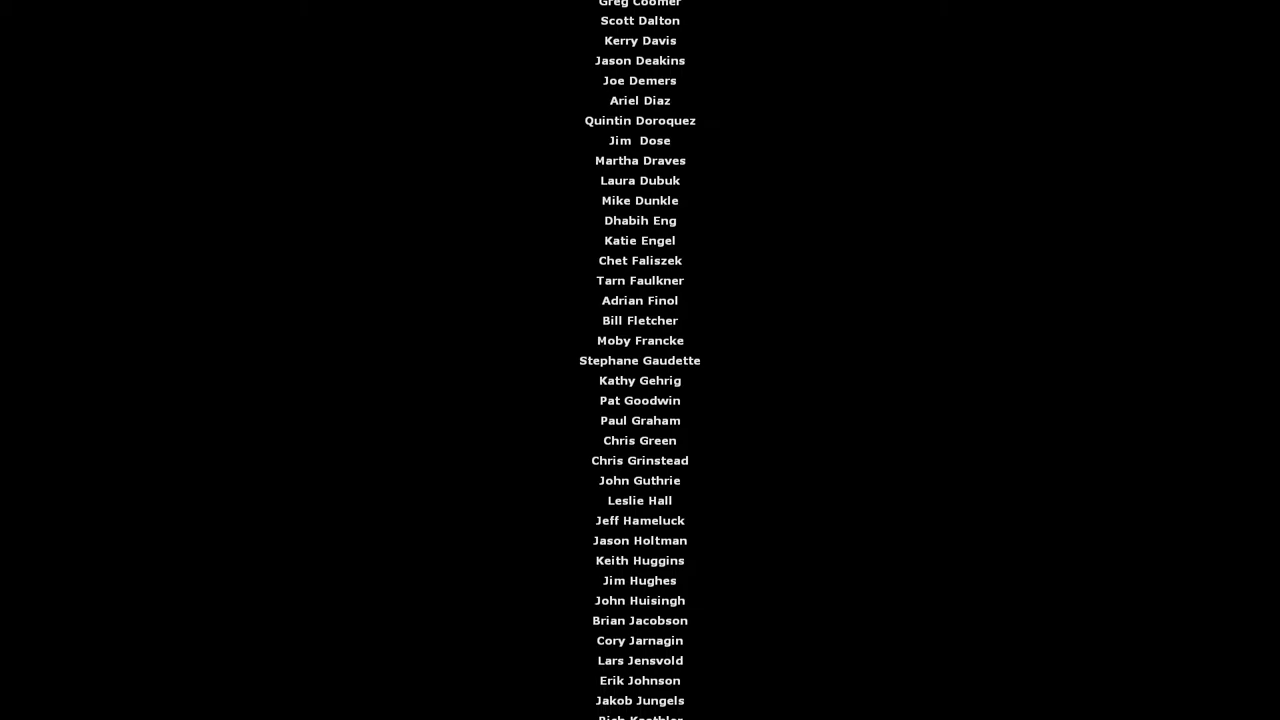 Greg Coomer
Scott Dalton
Kerry Davis
Jason Deakins
Joe Demers
Ariel Diaz
Quintin Doroquez
Jim  Dose
Martha Draves
Laura Dubuk
Mike Dunkle
Dhabih Eng
Katie Engel
Chet Faliszek
Tarn Faulkner
Adrian Finol
Bill Fletcher
Moby Francke
Stephane Gaudette
Kathy Gehrig
Pat Goodwin
Paul Graham
Chris Green
Chris Grinstead
John Guthrie
Leslie Hall
Jeff Hameluck
Jason Holtman
Keith Huggins
Jim Hughes
John Huisingh
Brian Jacobson
Cory Jarnagin
Lars Jensvold
Erik Johnson
Jakob Jungels
Rich